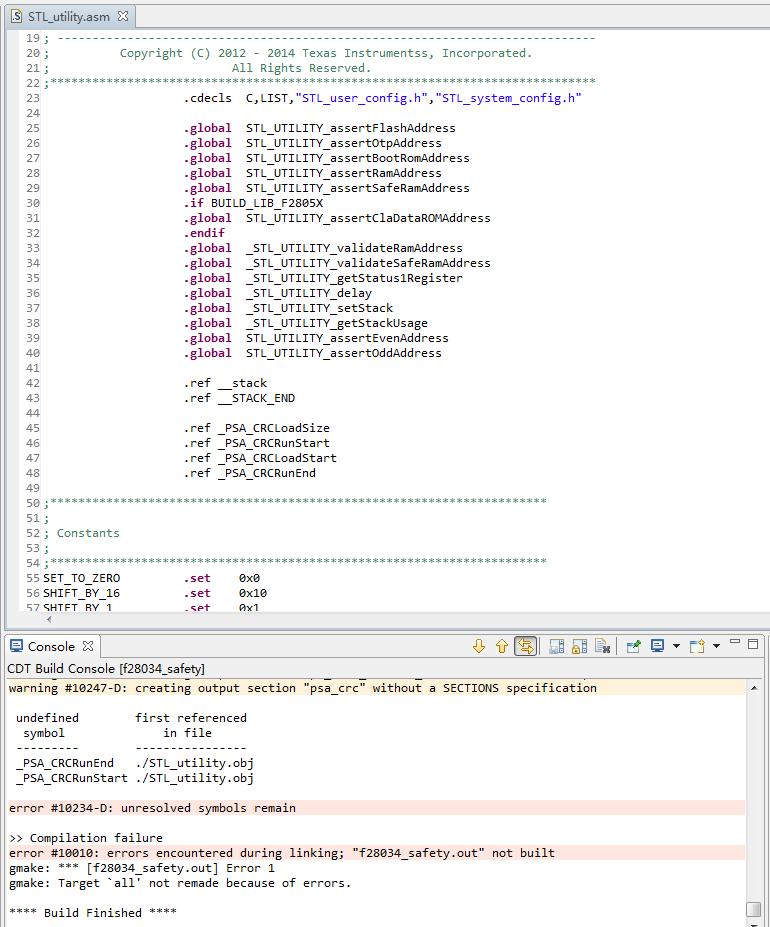 STL_utility.asm
19 ; -----------------------------------------------------------------------------
20 ;          Copyright (C) 2012 - 2014 Texas Instrumentss, Incorporated.
21 ;                          All Rights Reserved.
22 ;******************************************************************************
23                     .cdecls  C,LIST,"STL_user_config.h","STL_system_config.h"
24
25                     .global  STL_UTILITY_assertFlashAddress
26                     .global  STL_UTILITY_assertOtpAddress
27                     .global  STL_UTILITY_assertBootRomAddress
28                     .global  STL_UTILITY_assertRamAddress
29                     .global  STL_UTILITY_assertSafeRamAddress
30                     .if BUILD_LIB_F2805X
31                     .global  STL_UTILITY_assertClaDataROMAddress
32                     .endif
33                     .global  _STL_UTILITY_validateRamAddress
34                     .global  _STL_UTILITY_validateSafeRamAddress
35                     .global  _STL_UTILITY_getStatus1Register
36                     .global  _STL_UTILITY_delay
37                     .global  _STL_UTILITY_setStack
38                     .global  _STL_UTILITY_getStackUsage
39                     .global  STL_UTILITY_assertEvenAddress
40                     .global  STL_UTILITY_assertOddAddress
41
42                     .ref __stack
43                     .ref __STACK_END
44
45                     .ref _PSA_CRCLoadSize
46                     .ref _PSA_CRCRunStart
47                     .ref _PSA_CRCLoadStart
48                     .ref _PSA_CRCRunEnd
49
50 ;***********************************************************************
51 ;
52 ; Constants
53 ;
54 ;***********************************************************************
55 SET_TO_ZERO         .set    0x0
56 SHIFT_BY_16         .set    0x10
57 SHIFT_BY_1          .set    0x1
Console
CDT Build Console [f28034_safety]
warning #10247-D: creating output section "psa_crc" without a SECTIONS specification
undefined        first referenced
symbol             in file
---------        ----------------
_PSA_CRCRunEnd   ./STL_utility.obj
_PSA_CRCRunStart ./STL_utility.obj
error #10234-D: unresolved symbols remain
>> Compilation failure
error #10010: errors encountered during linking; "f28034_safety.out" not built
gmake: *** [f28034_safety.out] Error 1
gmake: Target `all' not remade because of errors.
**** Build Finished ****